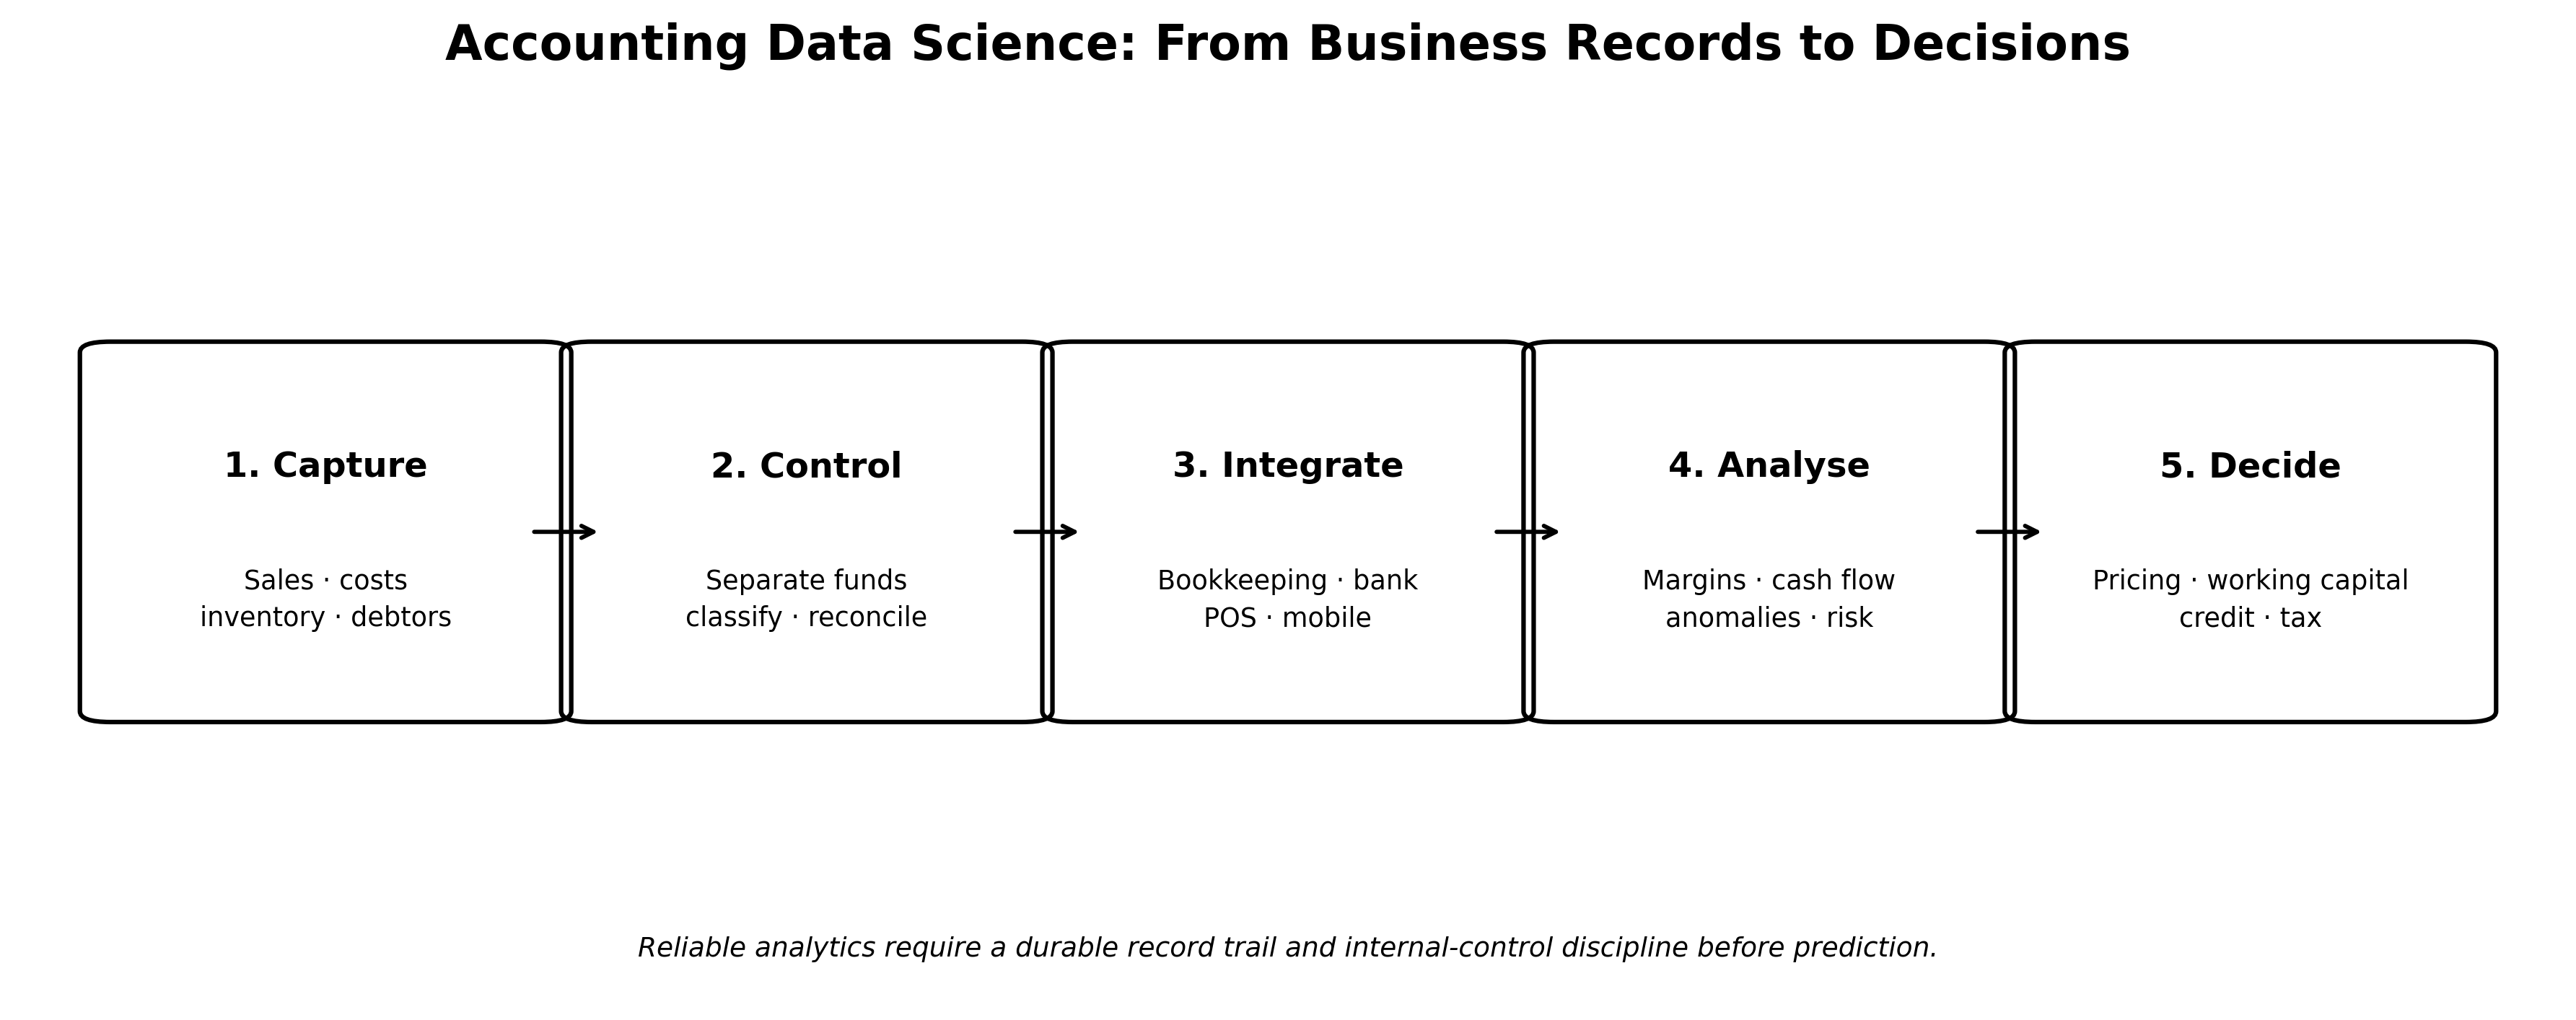 Accounting Data Science: From Business Records to Decisions
1. Capture
Sales · costs
inventory · debtors
2. Control
Separate funds
classify · reconcile
3. Integrate
Bookkeeping · bank
POS · mobile
4. Analyse
Margins · cash flow
anomalies · risk
5. Decide
Pricing · working capital
credit · tax
Reliable analytics require a durable record trail and internal-control discipline before prediction.